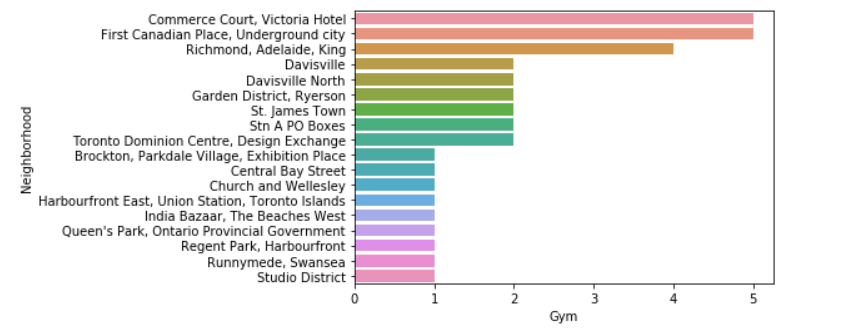 Commerce Court, Victoria Hotel
First Canadian Place, Underground city
Richmond, Adelaide, King
Davisville
Davisville North
Garden District, Ryerson
St. James Town
Stn A PO Boxes
Toronto Dominion Centre, Design Exchange
Brockton, Parkdale Village, Exhibition Place
Central Bay Street
Church and Wellesley
Harbourfront East, Union Station, Toronto Islands
India Bazaar, The Beaches West
Queen's Park, Ontario Provincial Government
Regent Park, Harbourfront
Runnymede, Swansea
Studio District
Neighborhood
0 1 2 3 4 5
Gym